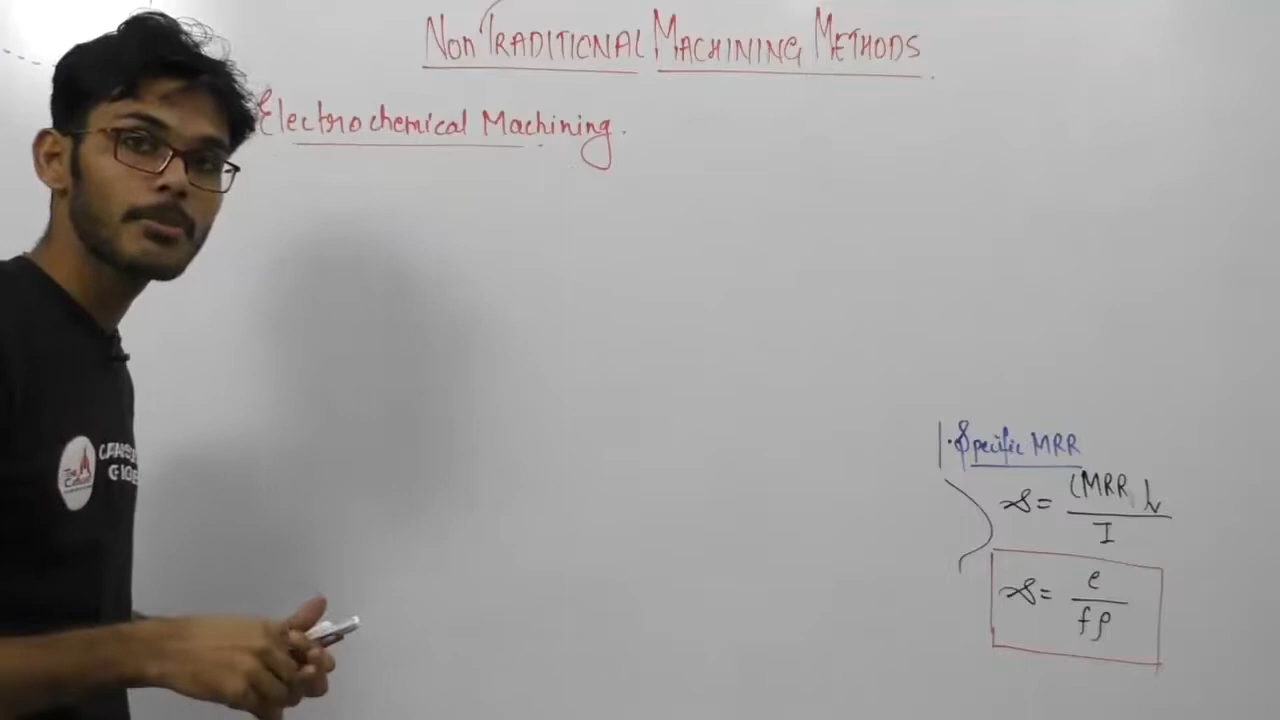 Non TRADITIONAL MACHINING METHODS
Electrochemical Machining.
Specific MRR
s = (MRR)v / I
s = e / fρ